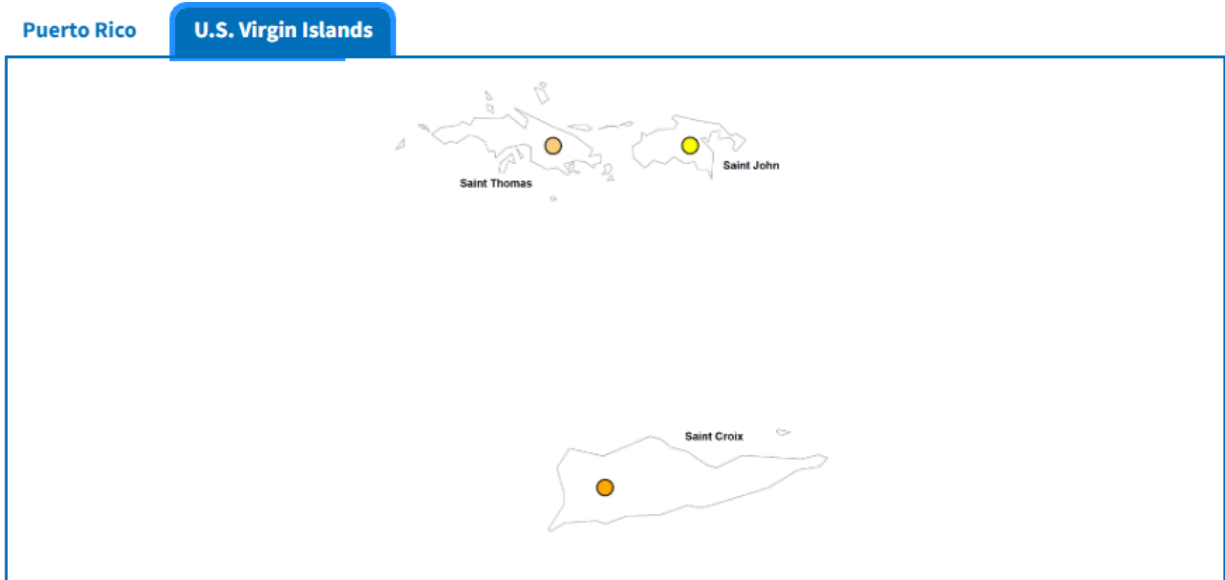 Puerto Rico
U.S. Virgin Islands
Saint John
Saint Thomas
Saint Croix